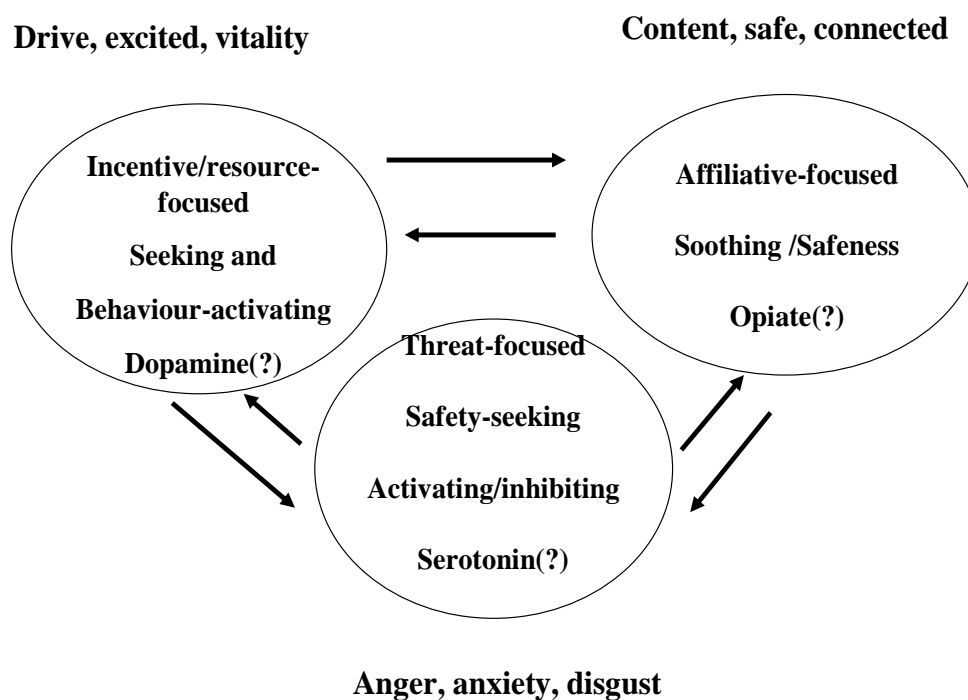 Drive, excited, vitality
Content, safe, connected
Incentive/resource-
focused
Seeking and
Behaviour-activating
Dopamine(?)
Affiliative-focused
Soothing /Safeness
Opiate(?)
Threat-focused
Safety-seeking
Activating/inhibiting
Serotonin(?)
Anger, anxiety, disgust